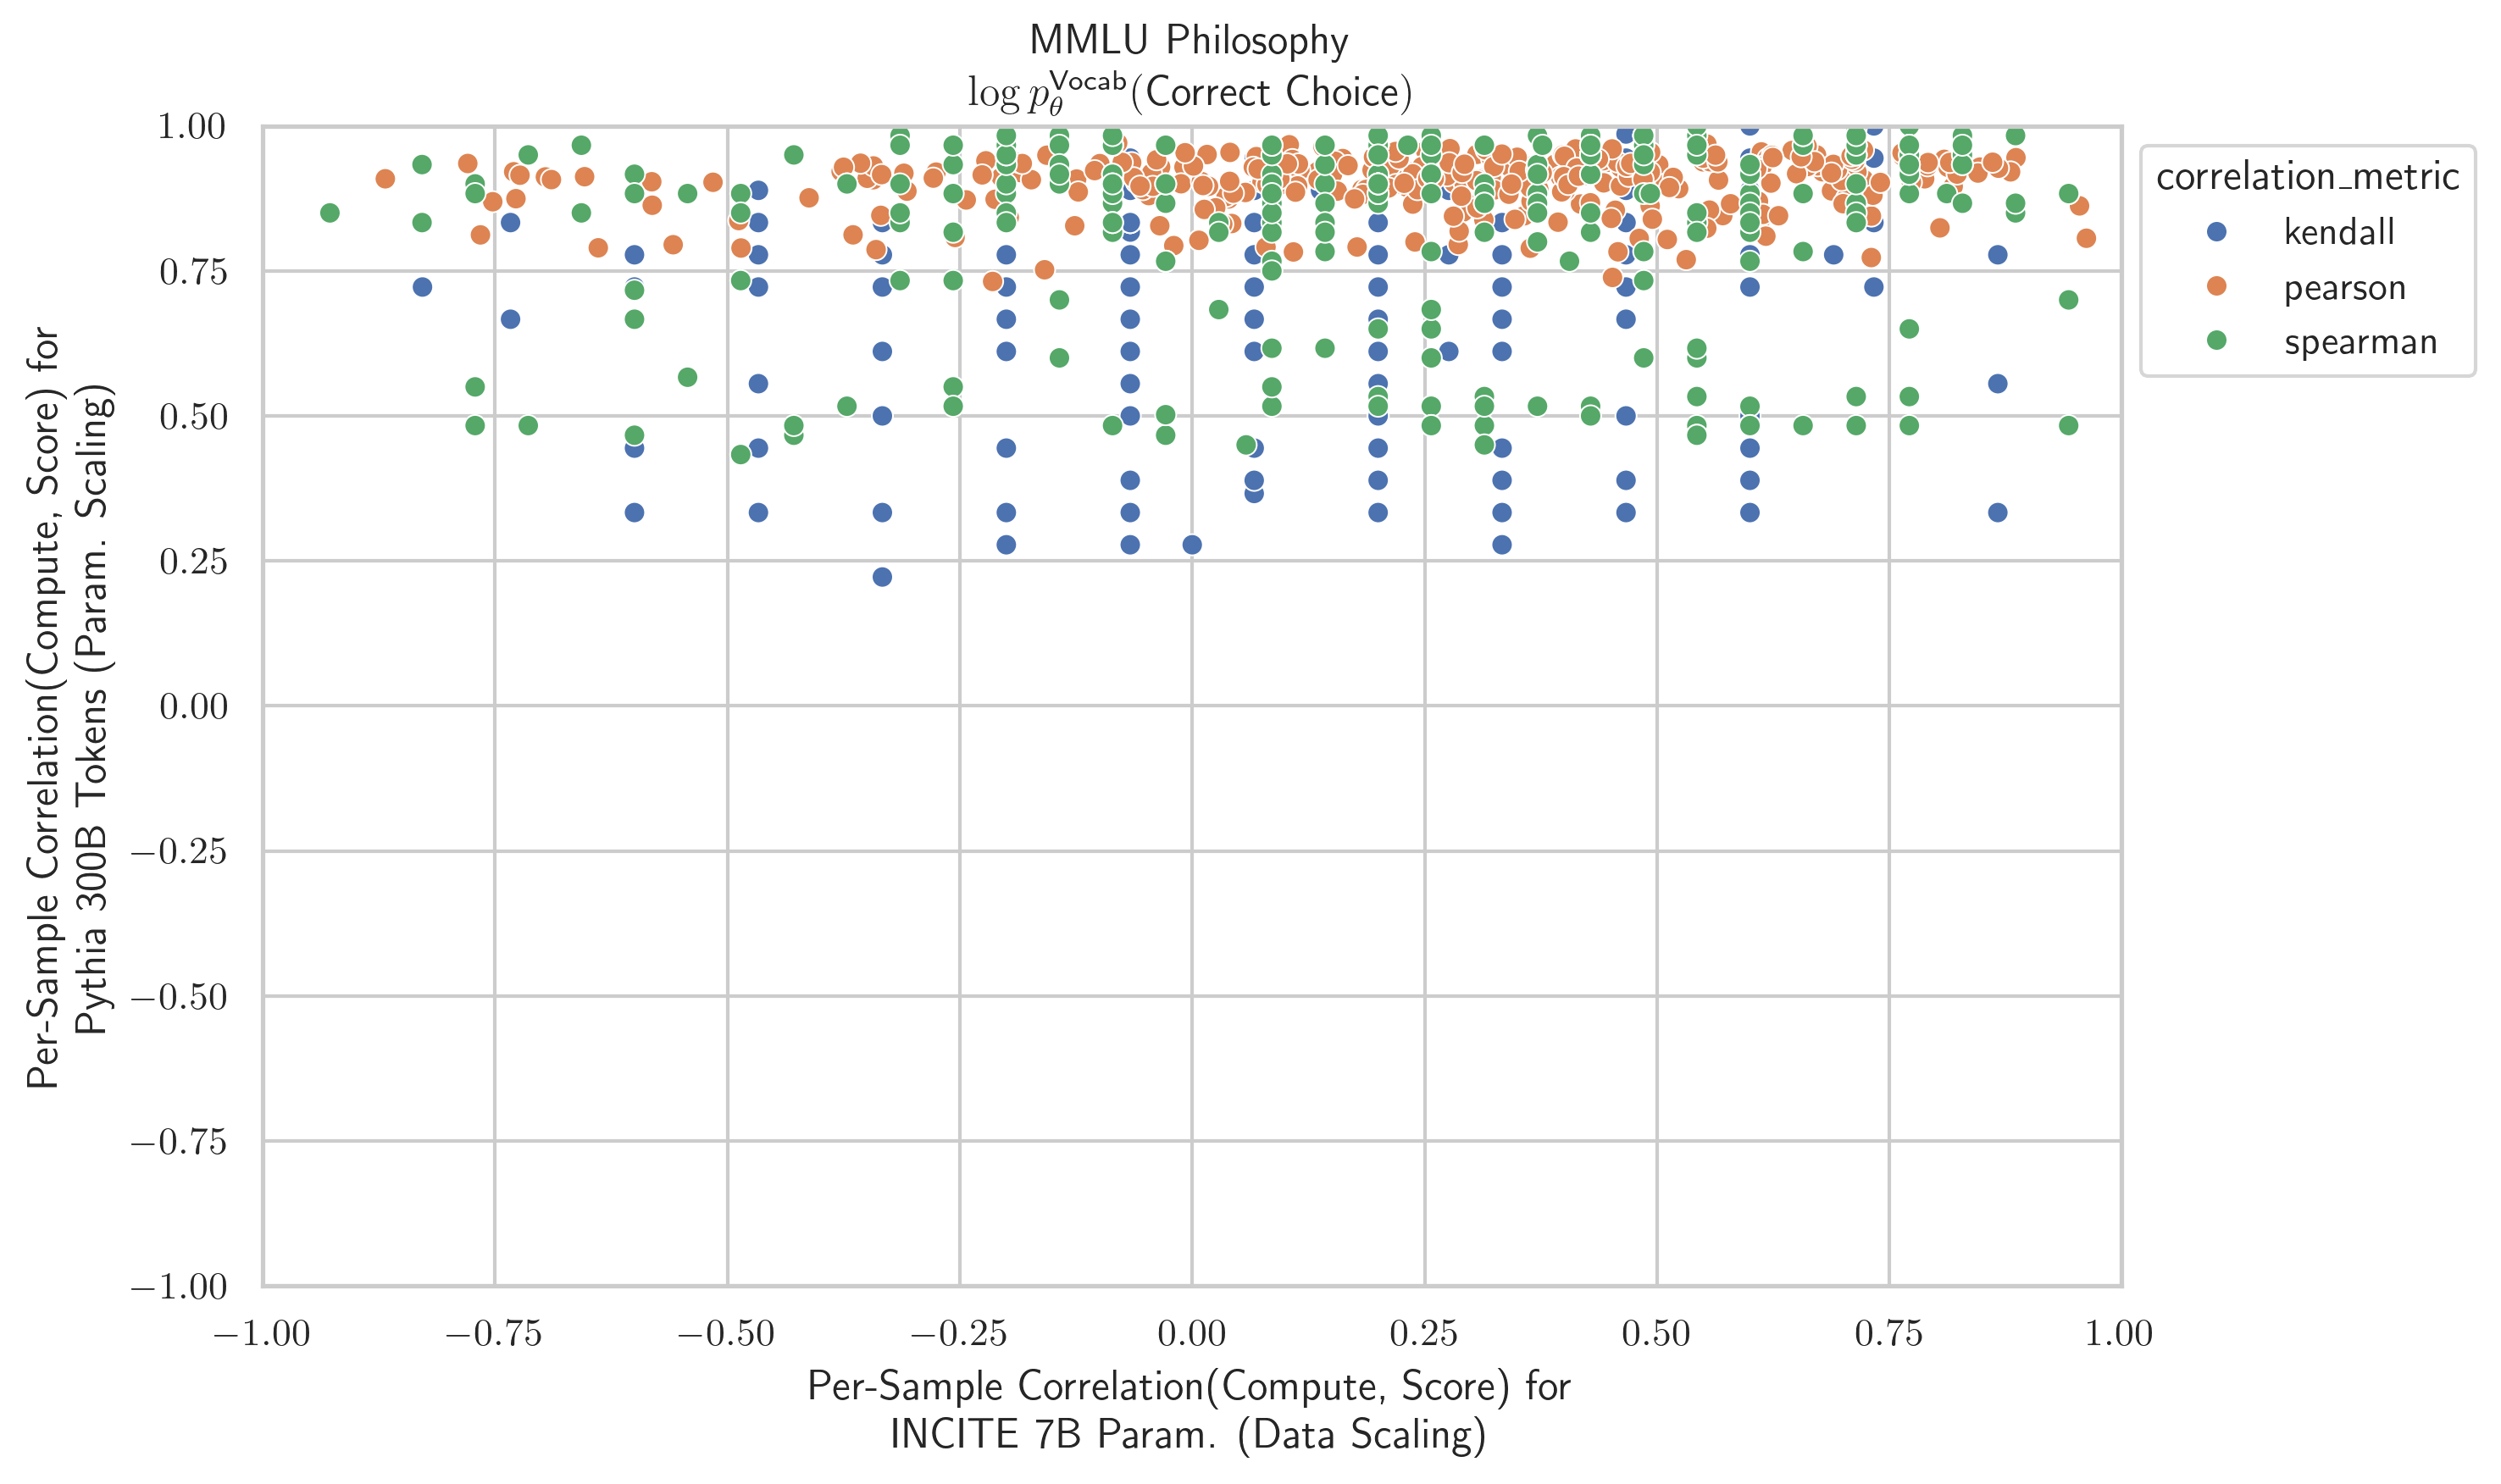 MMLU Philosophy
log p_θ^Vocab(Correct Choice)
Per-Sample Correlation(Compute, Score) for
Pythia 300B Tokens (Param. Scaling)
1.00
0.75
0.50
0.25
0.00
−0.25
−0.50
−0.75
−1.00
−1.00
−0.75
−0.50
−0.25
0.00
0.25
0.50
0.75
1.00
Per-Sample Correlation(Compute, Score) for
INCITE 7B Param. (Data Scaling)
correlation_metric
kendall
pearson
spearman